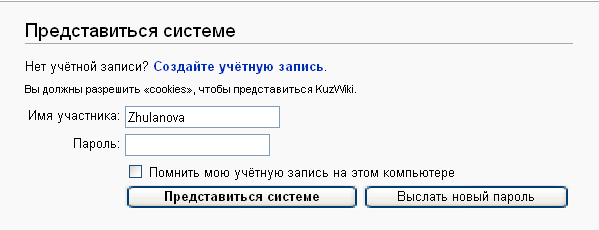 Представиться системе
Нет учётной записи? Создайте учётную запись.
Вы должны разрешить «cookies», чтобы представиться KuzWiki.
Имя участника: Zhulanova
Пароль:
Помнить мою учётную запись на этом компьютере
Представиться системе Выслать новый пароль